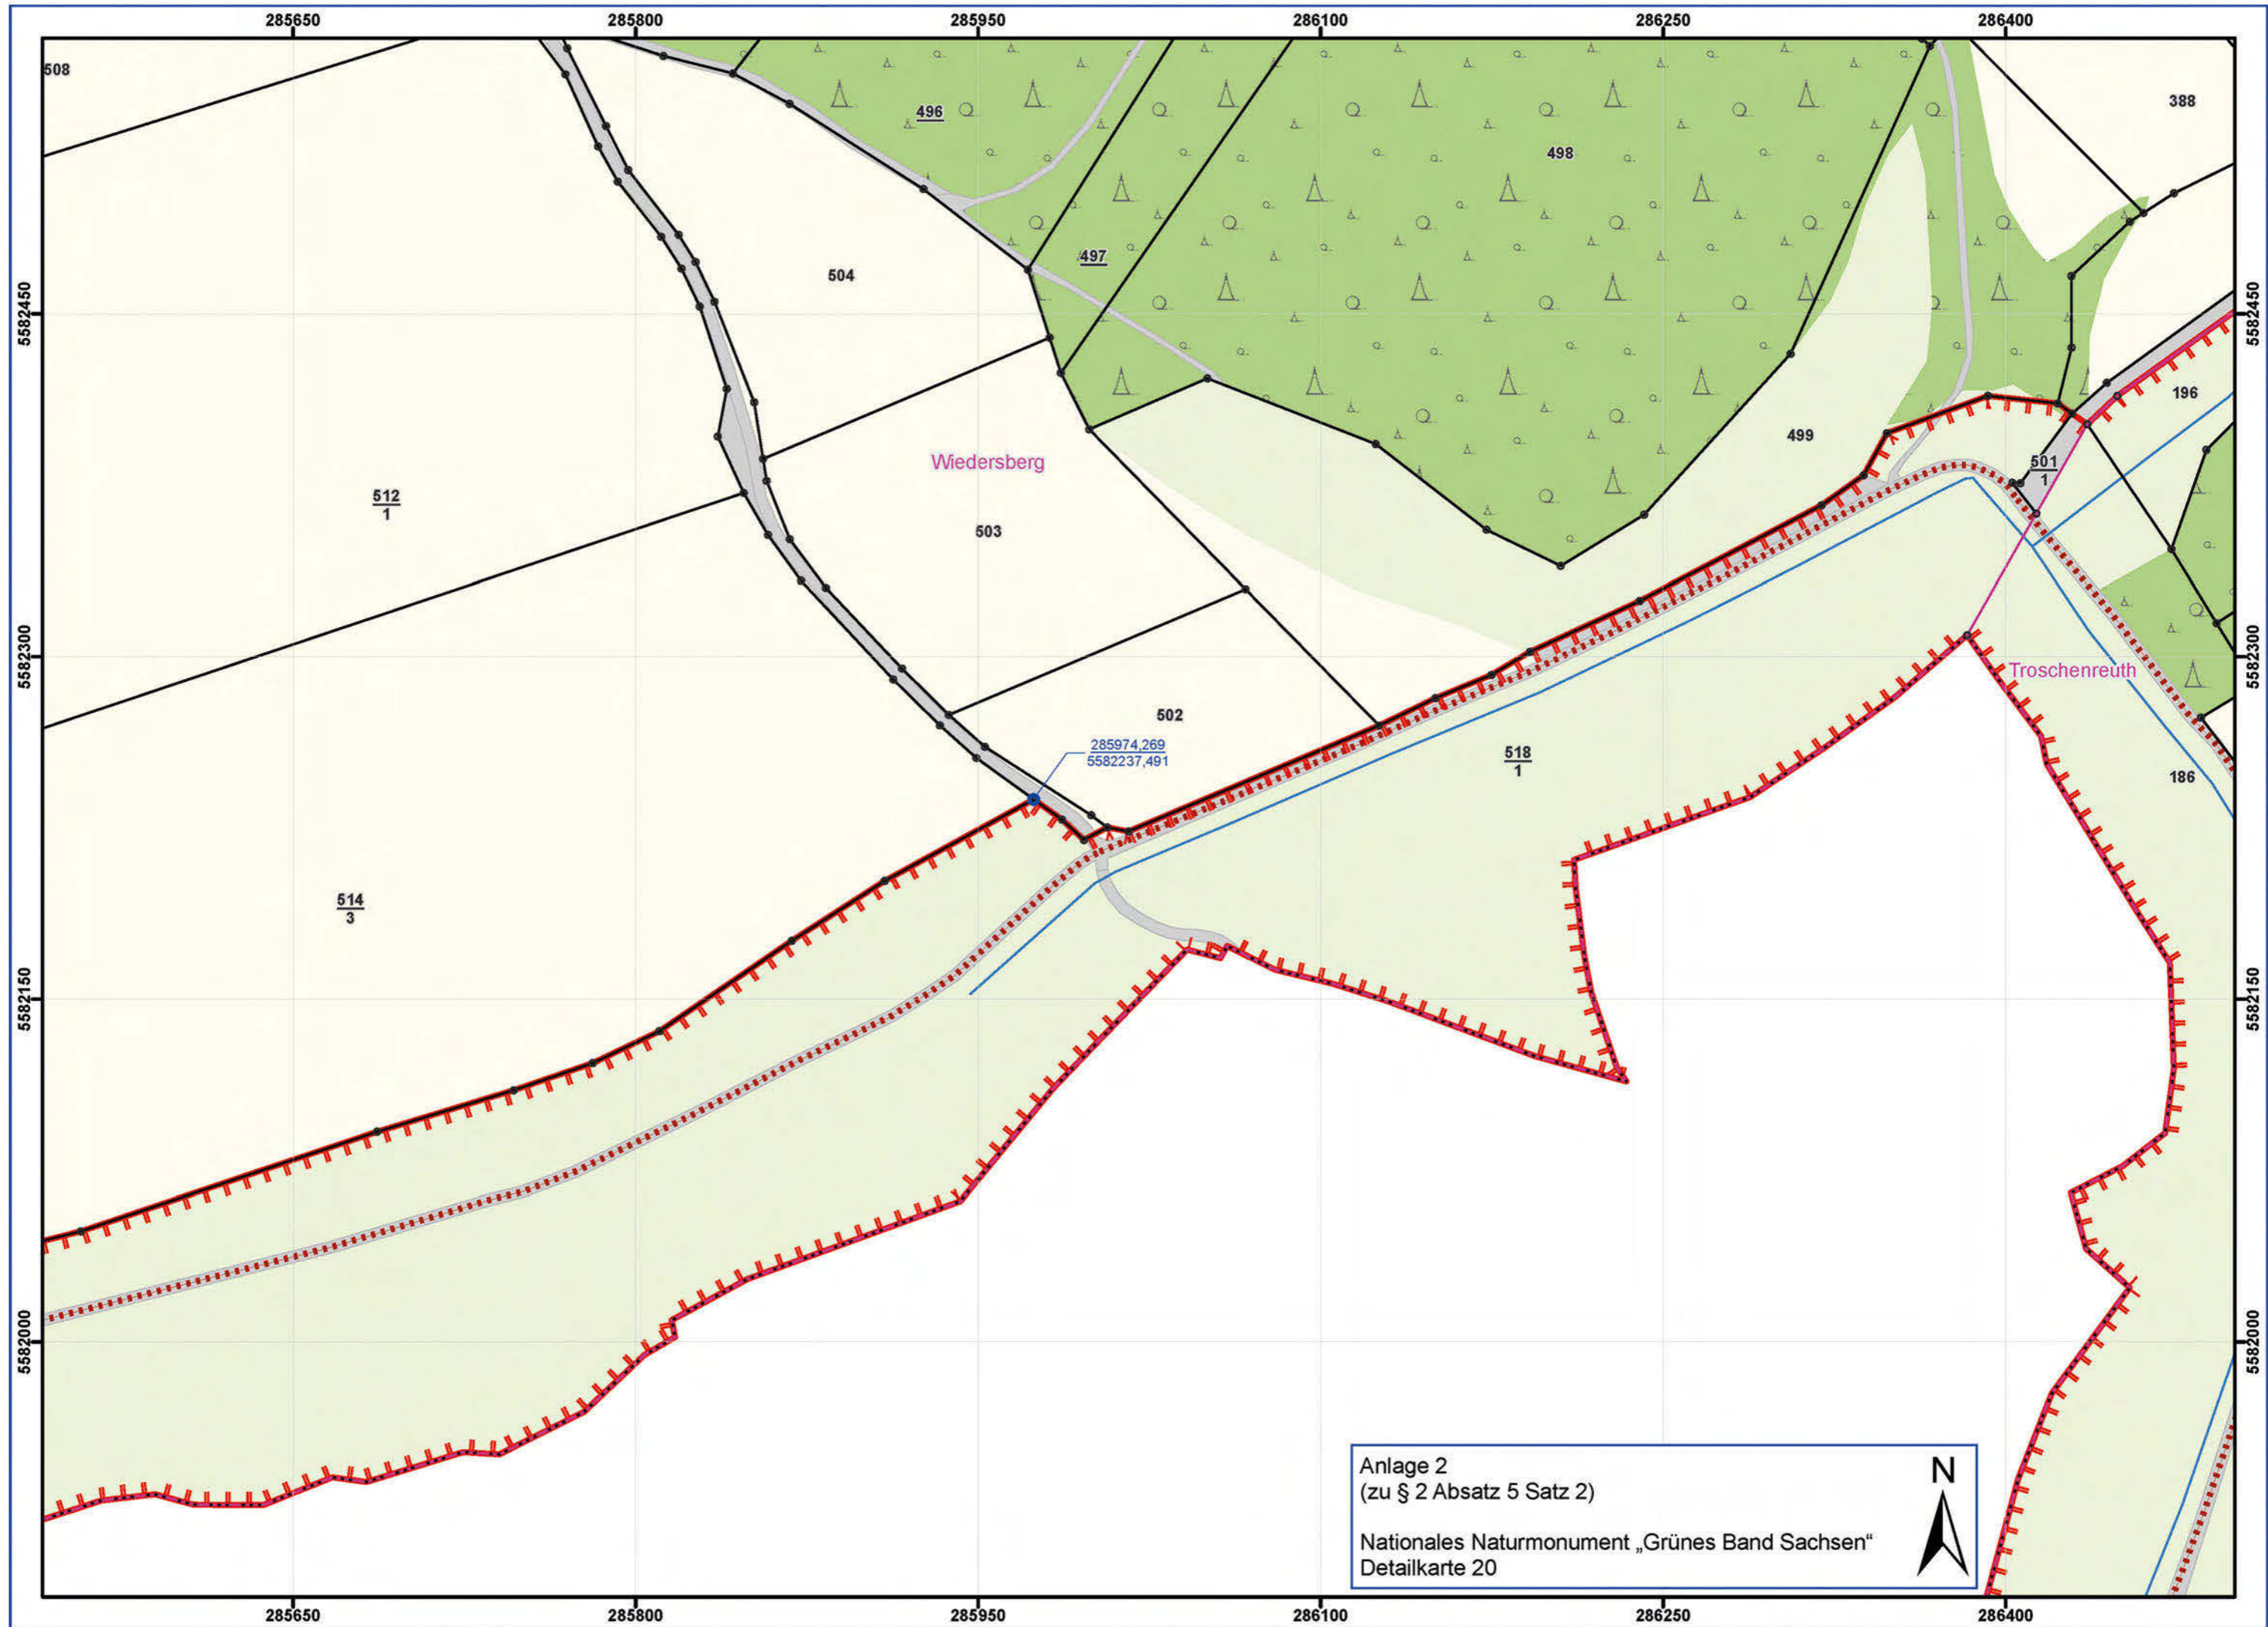 285650 285800 285950 286100 286250 286400
508
496
388
498
497
504
5582450 5582450
196
499
Wiedersberg
501
1
512
1
503
5582300 5582300
Troschenreuth
502
285974,269
5582237,491
518
1
186
514
3
5582150 5582150
5582000 5582000
Anlage 2
(zu § 2 Absatz 5 Satz 2)
N
Nationales Naturmonument „Grünes Band Sachsen“
Detailkarte 20
285650 285800 285950 286100 286250 286400